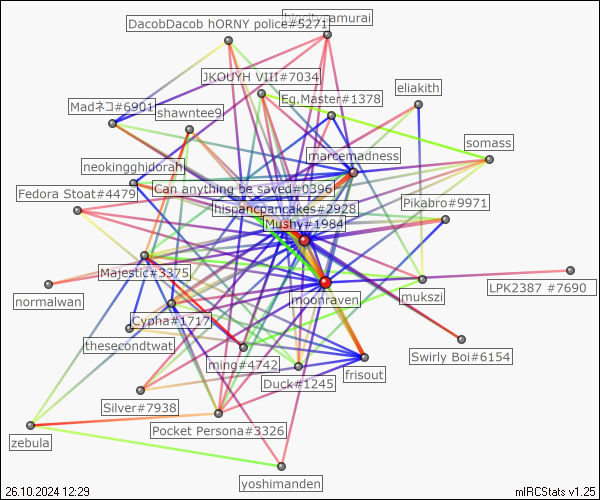 DacobDacob hORNY police#5271
JKOUYH VIII#7034
Eg.Master#1378
eliakith
Madネコ#6901
shawntee9
somass
marcemadness
neokingghidorah
Can anything be saved#0396
Fedora Stoat#4479
hispancpancakes#2928
Pikabro#9971
Mushy#1984
Majestic#3375
LPK2387 #7690
normalwan
moonraven
mukszi
Cypha#1717
thesecondtwat
Swirly Boi#6154
ming#4742
frisout
Duck#1245
Silver#7938
Pocket Persona#3326
zebula
yoshimanden
26.10.2024 12:29
mIRCStats v1.25